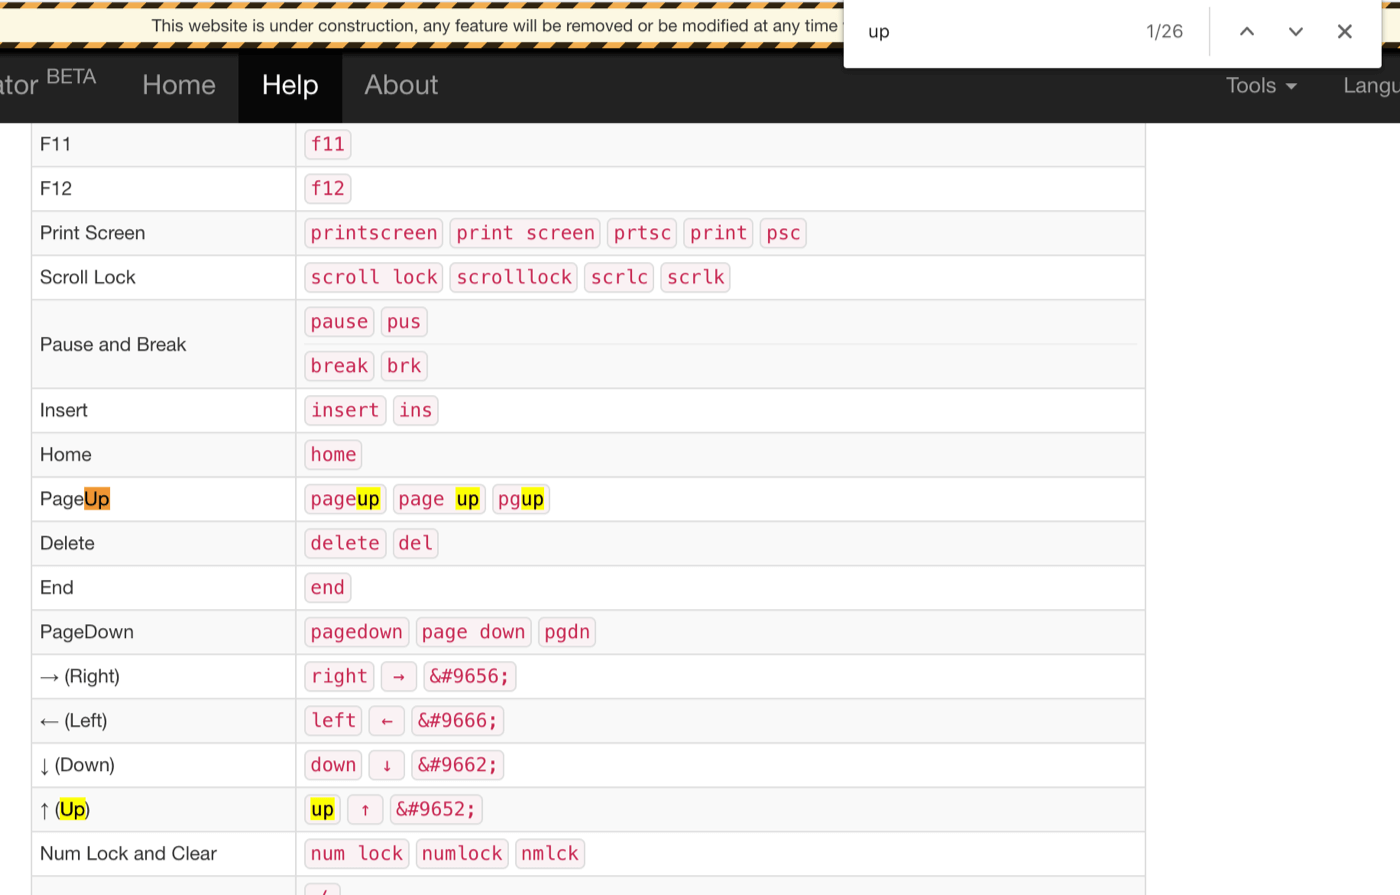 This website is under construction, any feature will be removed or be modified at any time
up 1/26
ator BETA Home Help About Tools Langu
F11 f11
F12 f12
Print Screen printscreen print screen prtsc print psc
Scroll Lock scroll lock scrolllock scrlc scrlk
Pause and Break pause pus
break brk
Insert insert ins
Home home
PageUp pageup page up pgup
Delete delete del
End end
PageDown pagedown page down pgdn
→ (Right) right → &#9656;
← (Left) left ← &#9666;
↓ (Down) down ↓ &#9662;
↑ (Up) up ↑ &#9652;
Num Lock and Clear num lock numlock nmlck